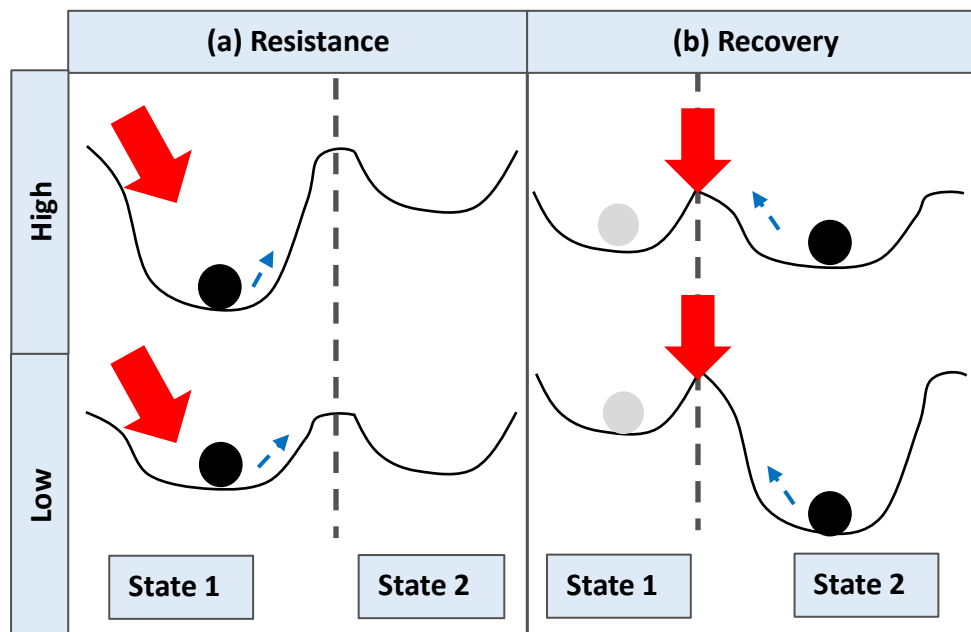 (a) Resistance
(b) Recovery
High
Low
State 1
State 2
State 1
State 2